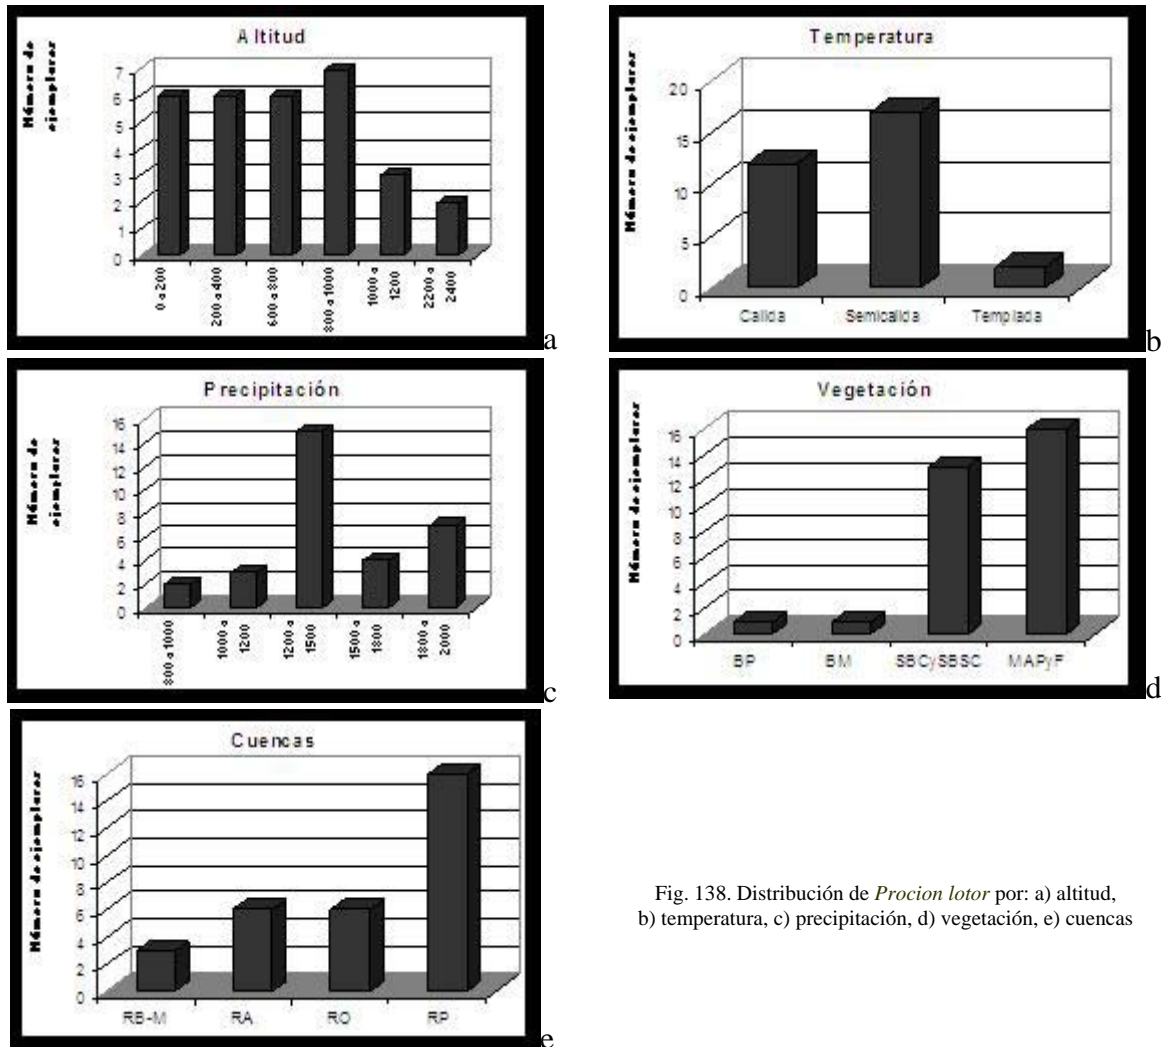 Altitud
Número de
ejemplares
7
6
5
4
3
2
1
0
0 a 200
200 a 400
600 a 800
800 a 1000
1000 a
1200
2200 a
2400
a
Temperatura
Número de ejemplares
20
15
10
5
0
Calida
Semicalida
Templada
b
Precipitación
Número de
ejemplares
16
14
12
10
8
6
4
2
0
800 a 1000
1000 a
1200
1200 a
1500
1500 a
1800
1800 a
2000
c
Vegetación
Número de ejemplares
16
14
12
10
8
6
4
2
0
BP
BM
SBCySBSC
MAPyF
d
Cuencas
Número de ejemplares
16
14
12
10
8
6
4
2
0
RB-M
RA
RO
RP
e
Fig. 138. Distribución de Procion lotor por: a) altitud,
b) temperatura, c) precipitación, d) vegetación, e) cuencas